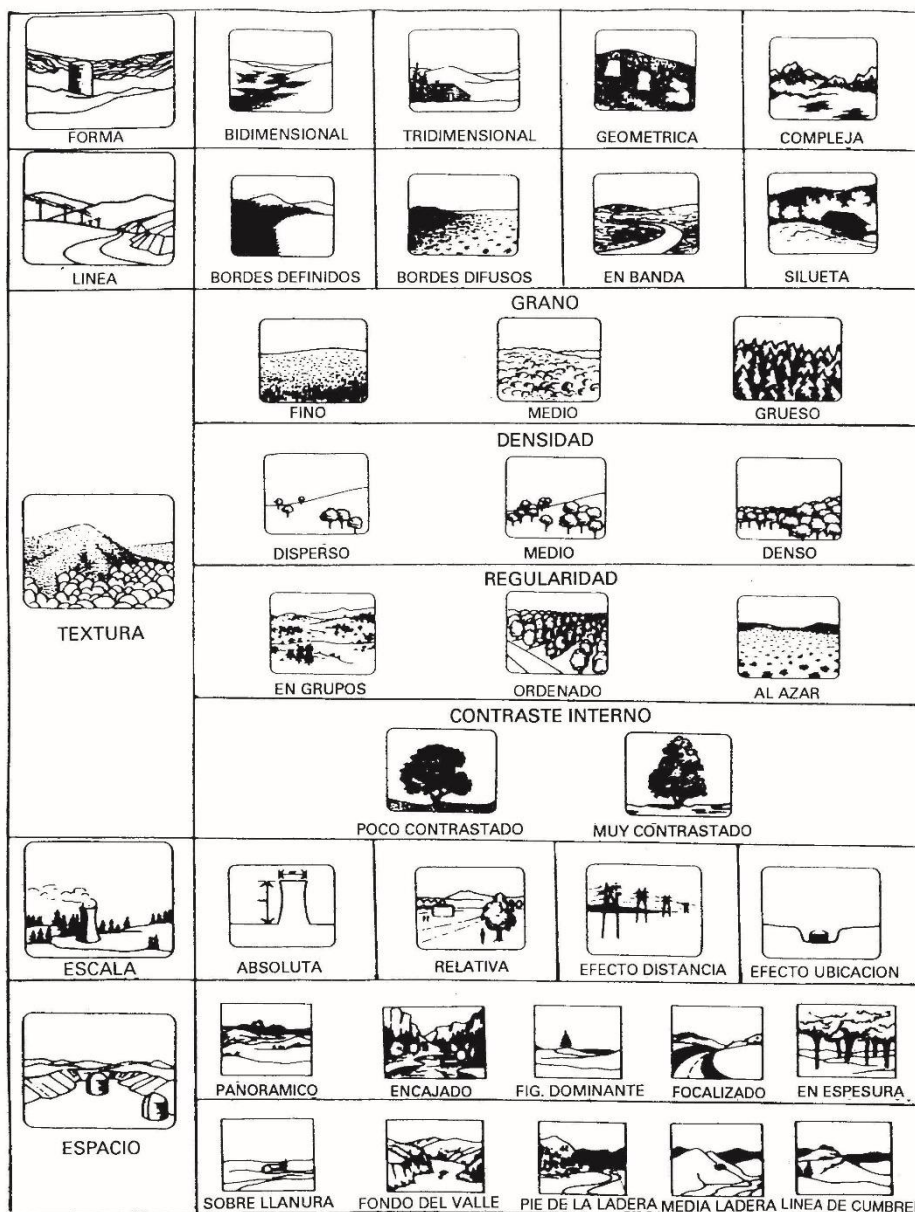 FORMA
BIDIMENSIONAL
TRIDIMENSIONAL
GEOMETRICA
COMPLEJA
LINEA
BORDES DEFINIDOS
BORDES DIFUSOS
EN BANDA
SILUETA
TEXTURA
GRANO
FINO
MEDIO
GRUESO
DENSIDAD
DISPERSO
MEDIO
DENSO
REGULARIDAD
EN GRUPOS
ORDENADO
AL AZAR
CONTRASTE INTERNO
POCO CONTRASTADO
MUY CONTRASTADO
ESCALA
ABSOLUTA
RELATIVA
EFECTO DISTANCIA
EFECTO UBICACION
ESPACIO
PANORAMICO
ENCAJADO
FIG. DOMINANTE
FOCALIZADO
EN ESPESURA
SOBRE LLANURA
FONDO DEL VALLE
PIE DE LA LADERA
MEDIA LADERA
LINEA DE CUMBRE